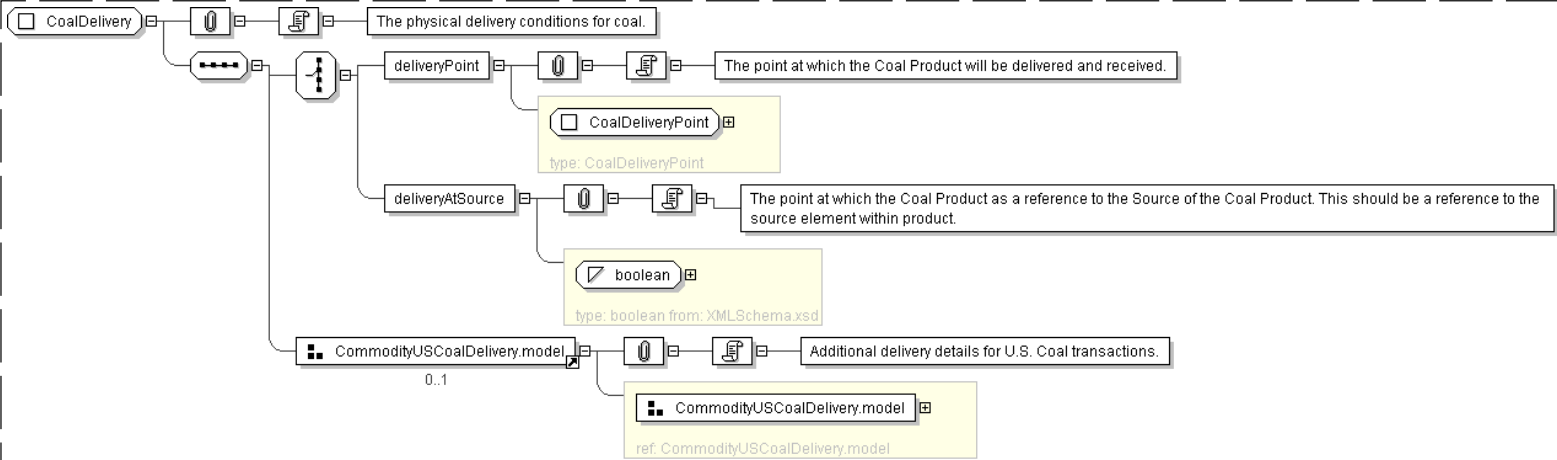 CoalDelivery
The physical delivery conditions for coal.
deliveryPoint
The point at which the Coal Product will be delivered and received.
CoalDeliveryPoint
type: CoalDeliveryPoint
deliveryAtSource
The point at which the Coal Product as a reference to the Source of the Coal Product. This should be a reference to the
source element within product.
boolean
type: boolean from: XMLSchema.xsd
CommodityUSCoalDelivery.model
Additional delivery details for U.S. Coal transactions.
0..1
CommodityUSCoalDelivery.model
ref: CommodityUSCoalDelivery.model